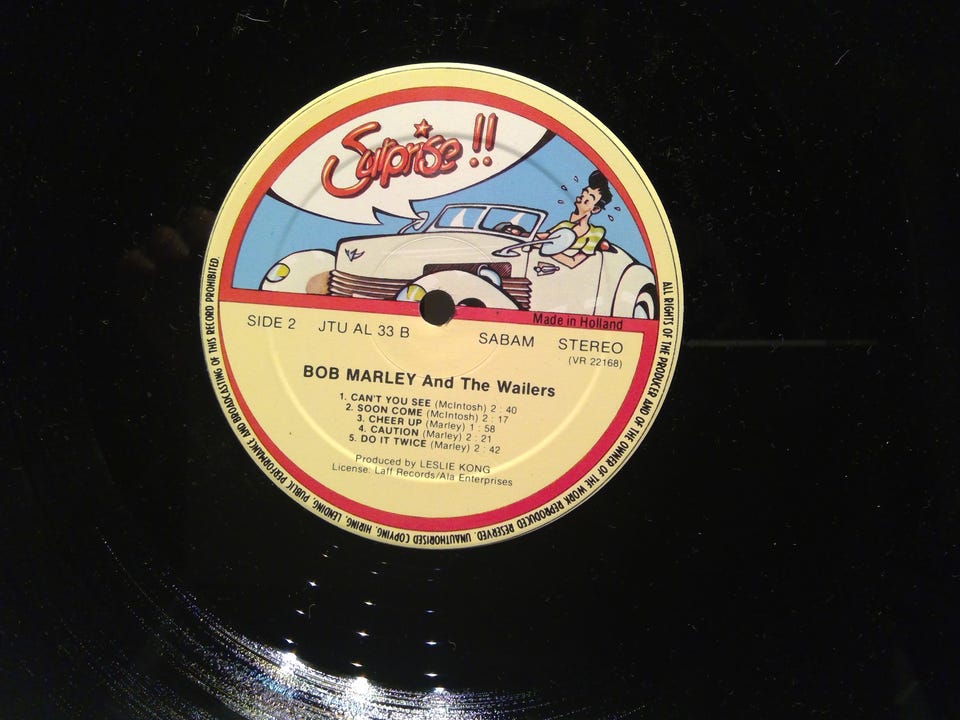 Surprise!!
Made in Holland
SIDE 2 JTU AL 33 B SABAM STEREO
(VR 22168)
BOB MARLEY And The Wailers
1. CAN'T YOU SEE (McIntosh) 2 : 40
2. SOON COME (McIntosh) 2 : 17
3. CHEER UP (Marley) 1 : 58
4. CAUTION (Marley) 2 : 21
5. DO IT TWICE (Marley) 2 : 42
Produced by LESLIE KONG
License: Laff Records/Ala Enterprises
ALL RIGHTS OF THE PRODUCER AND OF THE OWNER OF THE WORK REPRODUCED RESERVED. UNAUTHORISED COPYING, HIRING, LENDING, PUBLIC PERFORMANCE AND BROADCASTING OF THIS RECORD PROHIBITED.